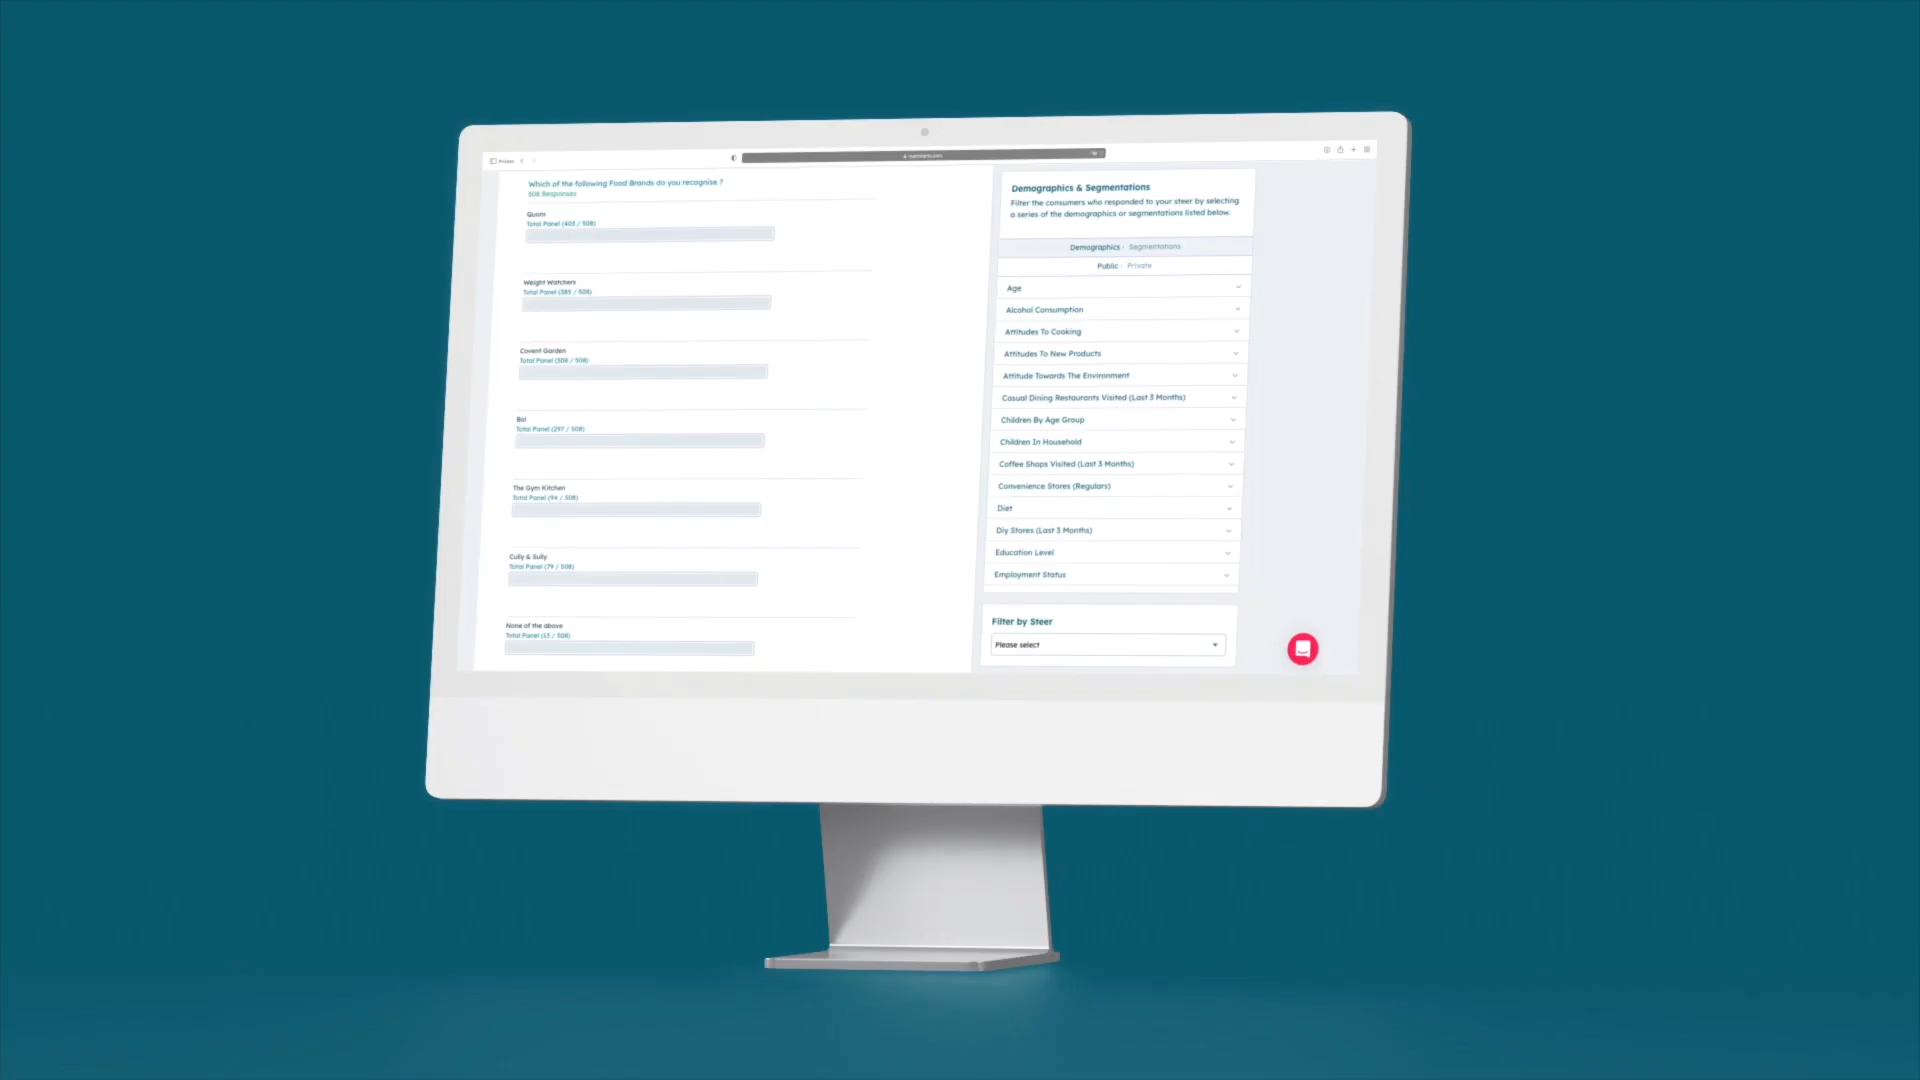 Private
Which of the following Food Brands do you recognise ?
508 Responses
Quorn
Total Panel (403 / 508)
Weight Watchers
Total Panel (385 / 508)
Covent Garden
Total Panel (308 / 508)
Bol
Total Panel (297 / 508)
The Gym Kitchen
Total Panel (94 / 508)
Cully & Sully
Total Panel (79 / 508)
None of the above
Total Panel (13 / 508)
Demographics & Segmentations
Filter the consumers who responded to your steer by selecting
a series of the demographics or segmentations listed below.
Demographics · Segmentations
Public · Private
Age
Alcohol Consumption
Attitudes To Cooking
Attitudes To New Products
Attitude Towards The Environment
Casual Dining Restaurants Visited (Last 3 Months)
Children By Age Group
Children In Household
Coffee Shops Visited (Last 3 Months)
Convenience Stores (Regulars)
Diet
Diy Stores (Last 3 Months)
Education Level
Employment Status
Filter by Steer
Please select